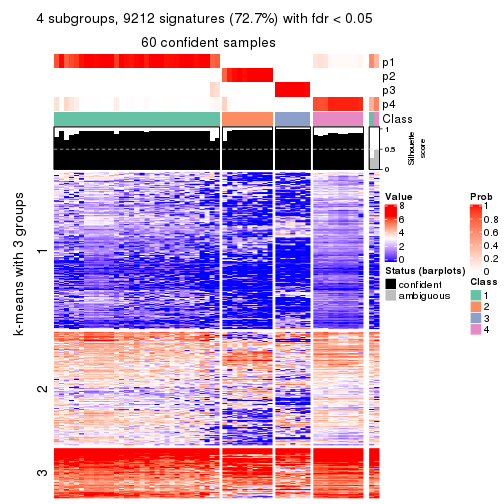 4 subgroups, 9212 signatures (72.7%) with fdr < 0.05
60 confident samples
p1
p2
p3
p4
Class
1
0.5
0
Silhouette
score
k-means with 3 groups
1
2
3
Value
8
6
4
2
0
Status (barplots)
confident
ambiguous
Prob
1
0.8
0.6
0.4
0.2
0
Class
1
2
3
4